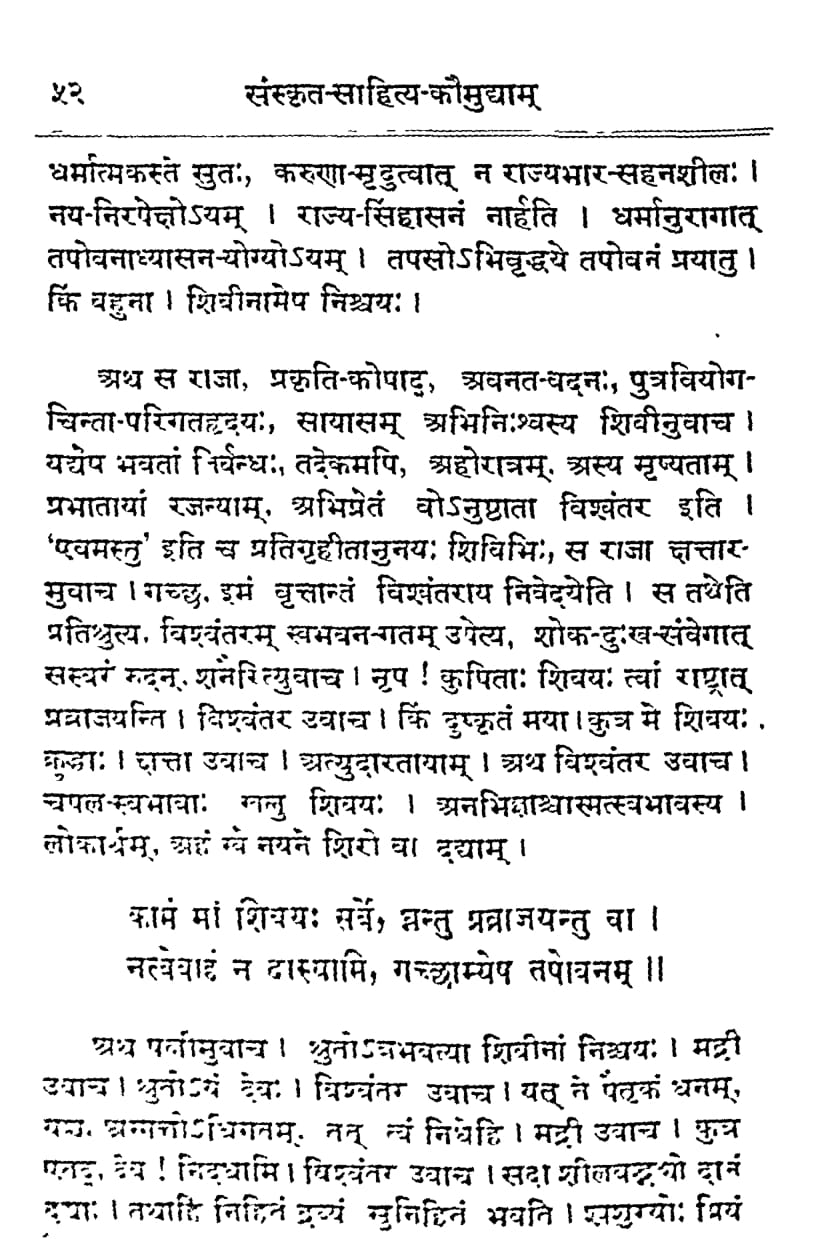 ५२ संस्कृत-साहित्य-कौमुद्याम्
धर्मात्मकस्ते सुतः, करुणा-मृदुत्वात् न राज्यभार-सहनशीलः ।
नय-निरपेक्षोऽयम् । राज्य-सिंहासनं नार्हति । धर्मानुरागात्
तपोवनाध्यासन-योग्योऽयम् । तपसोऽभिवृद्धये तपोवनं प्रयातु ।
किं बहुना । शिवीनामेष निश्चयः ।
अथ स राजा, प्रकृति-कोपाद्, अवनत-वदनः, पुत्रवियोग-
चिन्ता-परिगतहृदयः, सायासम् अभिनिःश्वस्य शिवीनुवाच ।
यद्येष भवतां निर्वन्धः, तदेकमपि, अहोरात्रम्, अस्य मृष्यताम् ।
प्रभातायां रजन्याम्, अभिप्रेतं वोऽनुष्ठाता विश्वंतर इति ।
'एवमस्तु' इति च प्रतिगृहीतानुनयः शिविभिः, स राजा क्षत्तार-
मुवाच । गच्छ, इमं वृत्तान्तं विश्वंतराय निवेदयेति । स तथेति
प्रतिश्रुत्य, विश्वंतरम् स्वभवन-गतम् उपेत्य, शोक-दुःख-संवेगात्
सस्वरं रुदन्, शनैरित्युवाच । नृप ! कुपिताः शिवयः त्वां राष्ट्रात्
प्रव्राजयन्ति । विश्वंतर उवाच । किं दुष्कृतं मया । कुत्र मे शिवयः
क्रुद्धाः । क्षत्ता उवाच । अत्युदारतायाम् । अथ विश्वंतर उवाच ।
चपल-स्वभावाः खलु शिवयः । अनभिज्ञाश्चास्मत्स्वभावस्य ।
लोकार्थम्, अहं स्वे नयने शिरो वा दद्याम् ।
कामं मां शिवयः सर्वे, घ्नन्तु प्रव्राजयन्तु वा ।
नत्वेवाहं न दास्यामि, गच्छाम्येष तपोवनम् ॥
अथ पत्नीमुवाच । श्रुतोऽत्रभवत्या शिवीनां निश्चयः । मद्री
उवाच । श्रुतोऽयं देवः । विश्वंतर उवाच । यत् ते पैतृकं धनम्,
यच्च, अस्मत्तोऽधिगतम्, तत् त्वं निधेहि । मद्री उवाच । कुत्र
एतद्, देव ! निदधामि । विश्वंतर उवाच । सदा शीलवद्भ्यो दानं
दद्याः । तथाहि निहितं द्रव्यं सुनिहितं भवति । श्वशुरयोः प्रियं